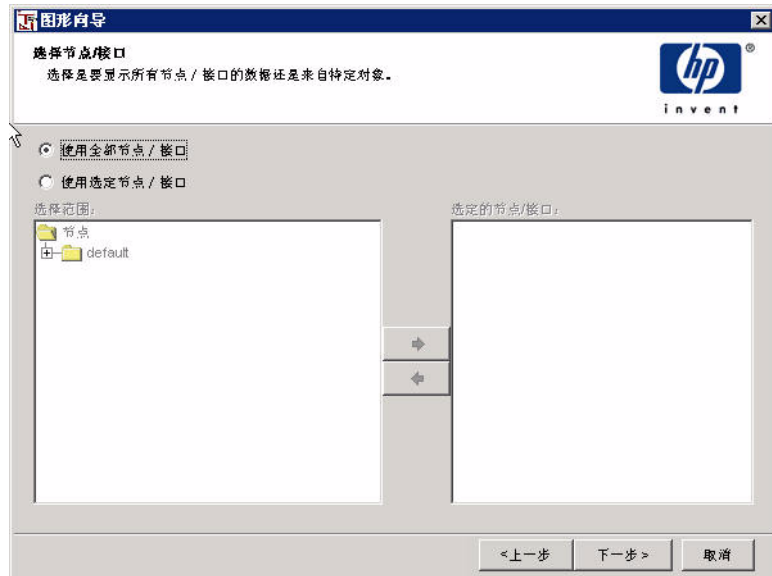 图形向导
选择节点/接口
选择是要显示所有节点 / 接口的数据还是来自特定对象。
hp
®
invent
使用全部节点 / 接口
使用选定节点 / 接口
选择范围:
选定的节点/接口:
节点
default
<上一步
下一步>
取消